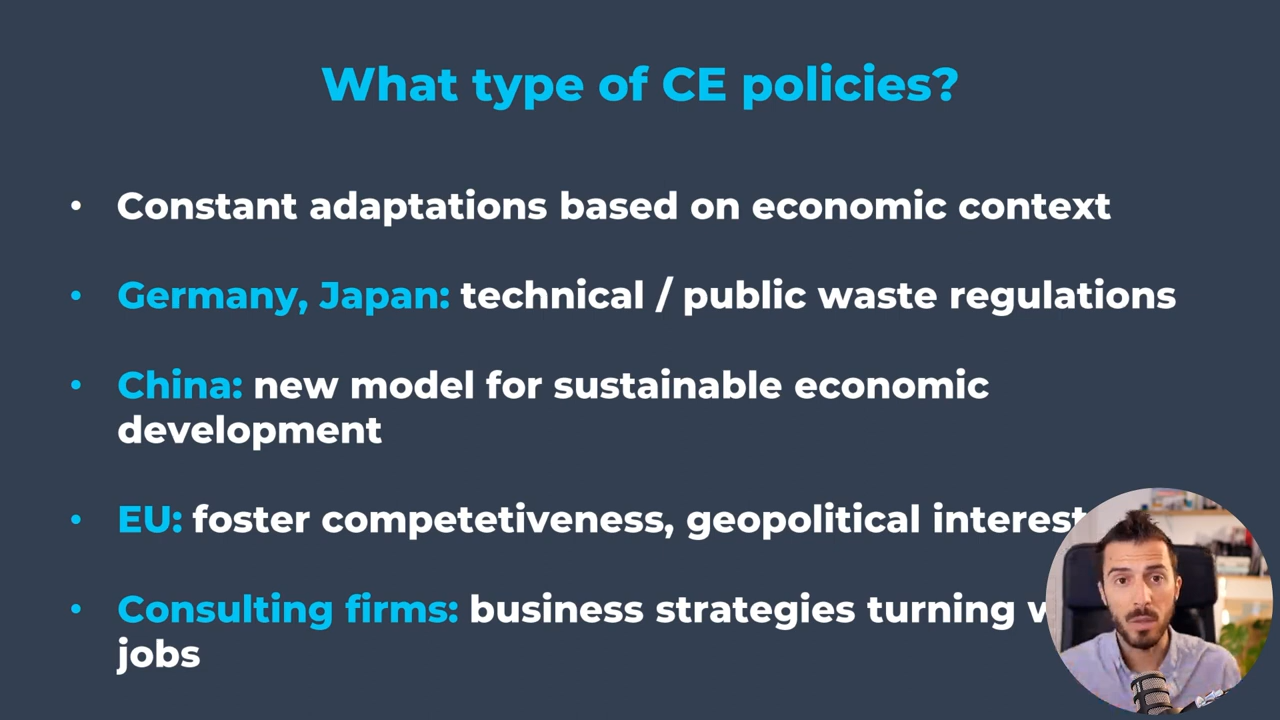 What type of CE policies?
• Constant adaptations based on economic context
• Germany, Japan: technical / public waste regulations
• China: new model for sustainable economic
development
• EU: foster competetiveness, geopolitical interest
• Consulting firms: business strategies turning
jobs